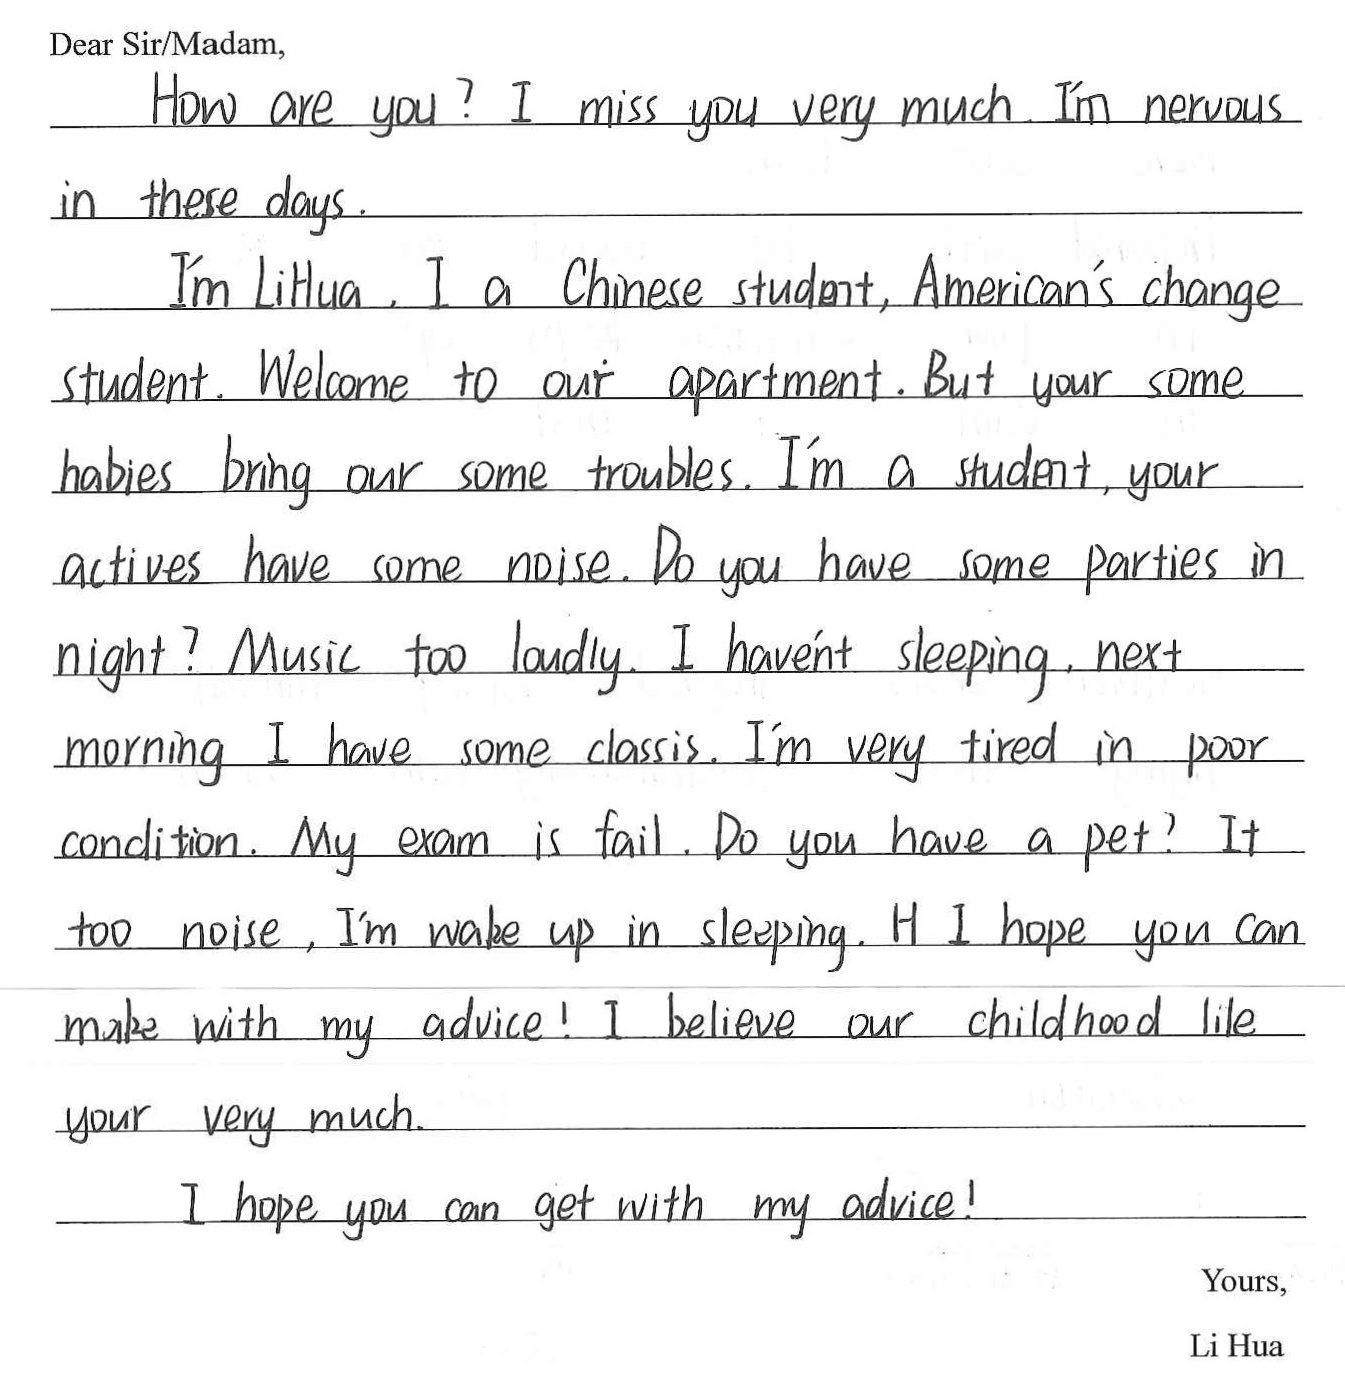 Dear Sir/Madam,
How are you? I miss you very much. I'm nervous
in these days.
I'm LiHua. I a Chinese student, American's change
student. Welcome to our apartment. But your some
habies bring our some troubles. I'm a student, your
actives have some noise. Do you have some parties in
night? Music too loudly. I haven't sleeping, next
morning I have some classis. I'm very tired in poor
condition. My exam is fail. Do you have a pet? It
too noise, I'm wake up in sleeping. H I hope you can
make with my advice! I believe our childhood lile
your very much.
I hope you can get with my advice!
Yours,
Li Hua